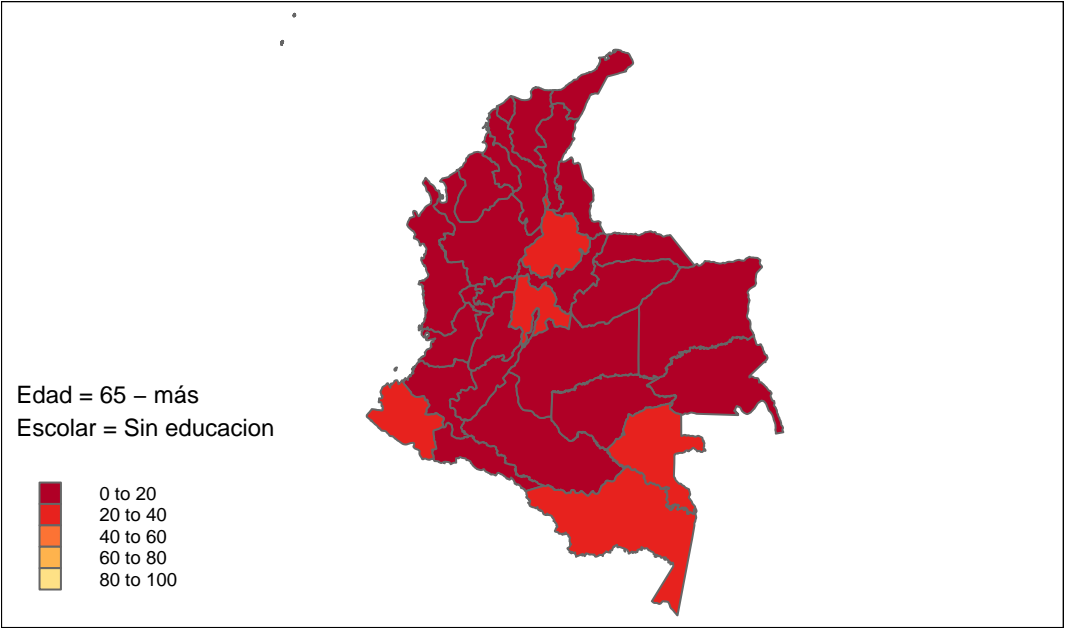 Edad = 65 − más
Escolar = Sin educacion
0 to 20
20 to 40
40 to 60
60 to 80
80 to 100